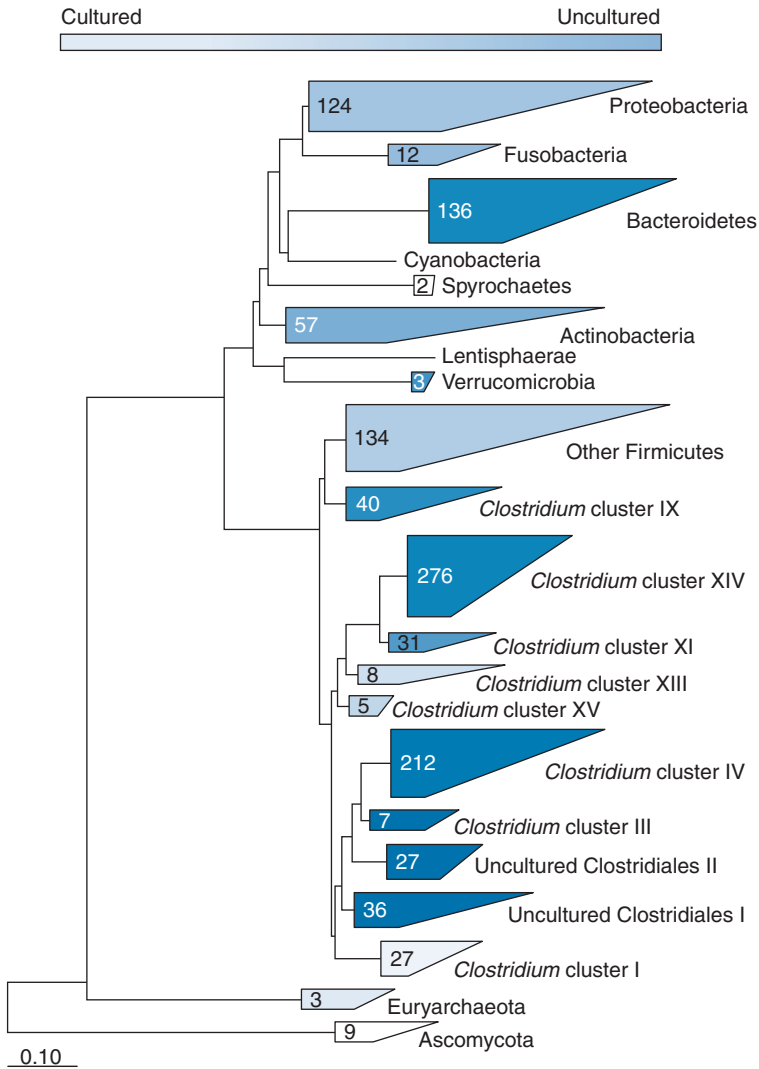 Cultured Uncultured
124 Proteobacteria
12 Fusobacteria
136 Bacteroidetes
Cyanobacteria
2 Spyrochaetes
57 Actinobacteria
Lentisphaerae
3 Verrucomicrobia
134 Other Firmicutes
40 Clostridium cluster IX
276 Clostridium cluster XIV
31 Clostridium cluster XI
8 Clostridium cluster XIII
5 Clostridium cluster XV
212 Clostridium cluster IV
7 Clostridium cluster III
27 Uncultured Clostridiales II
36 Uncultured Clostridiales I
27 Clostridium cluster I
3 Euryarchaeota
9 Ascomycota
0.10